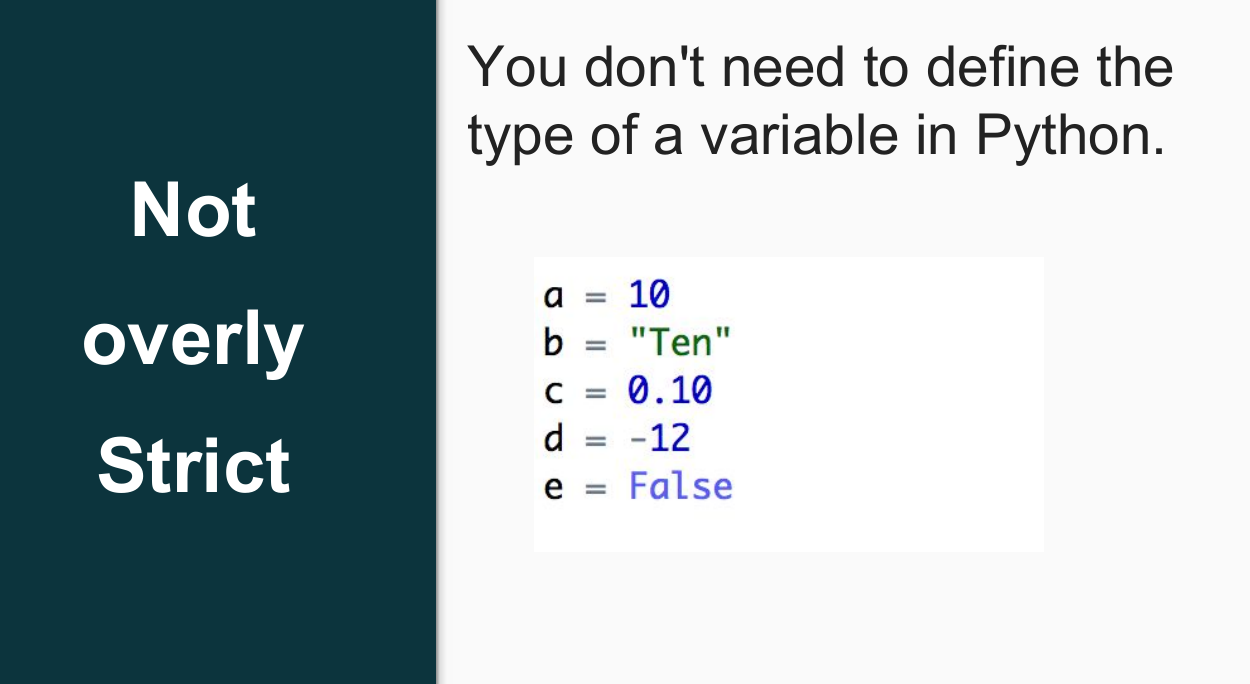 Not
overly
Strict
You don't need to define the
type of a variable in Python.
a = 10
b = "Ten"
c = 0.10
d = -12
e = False